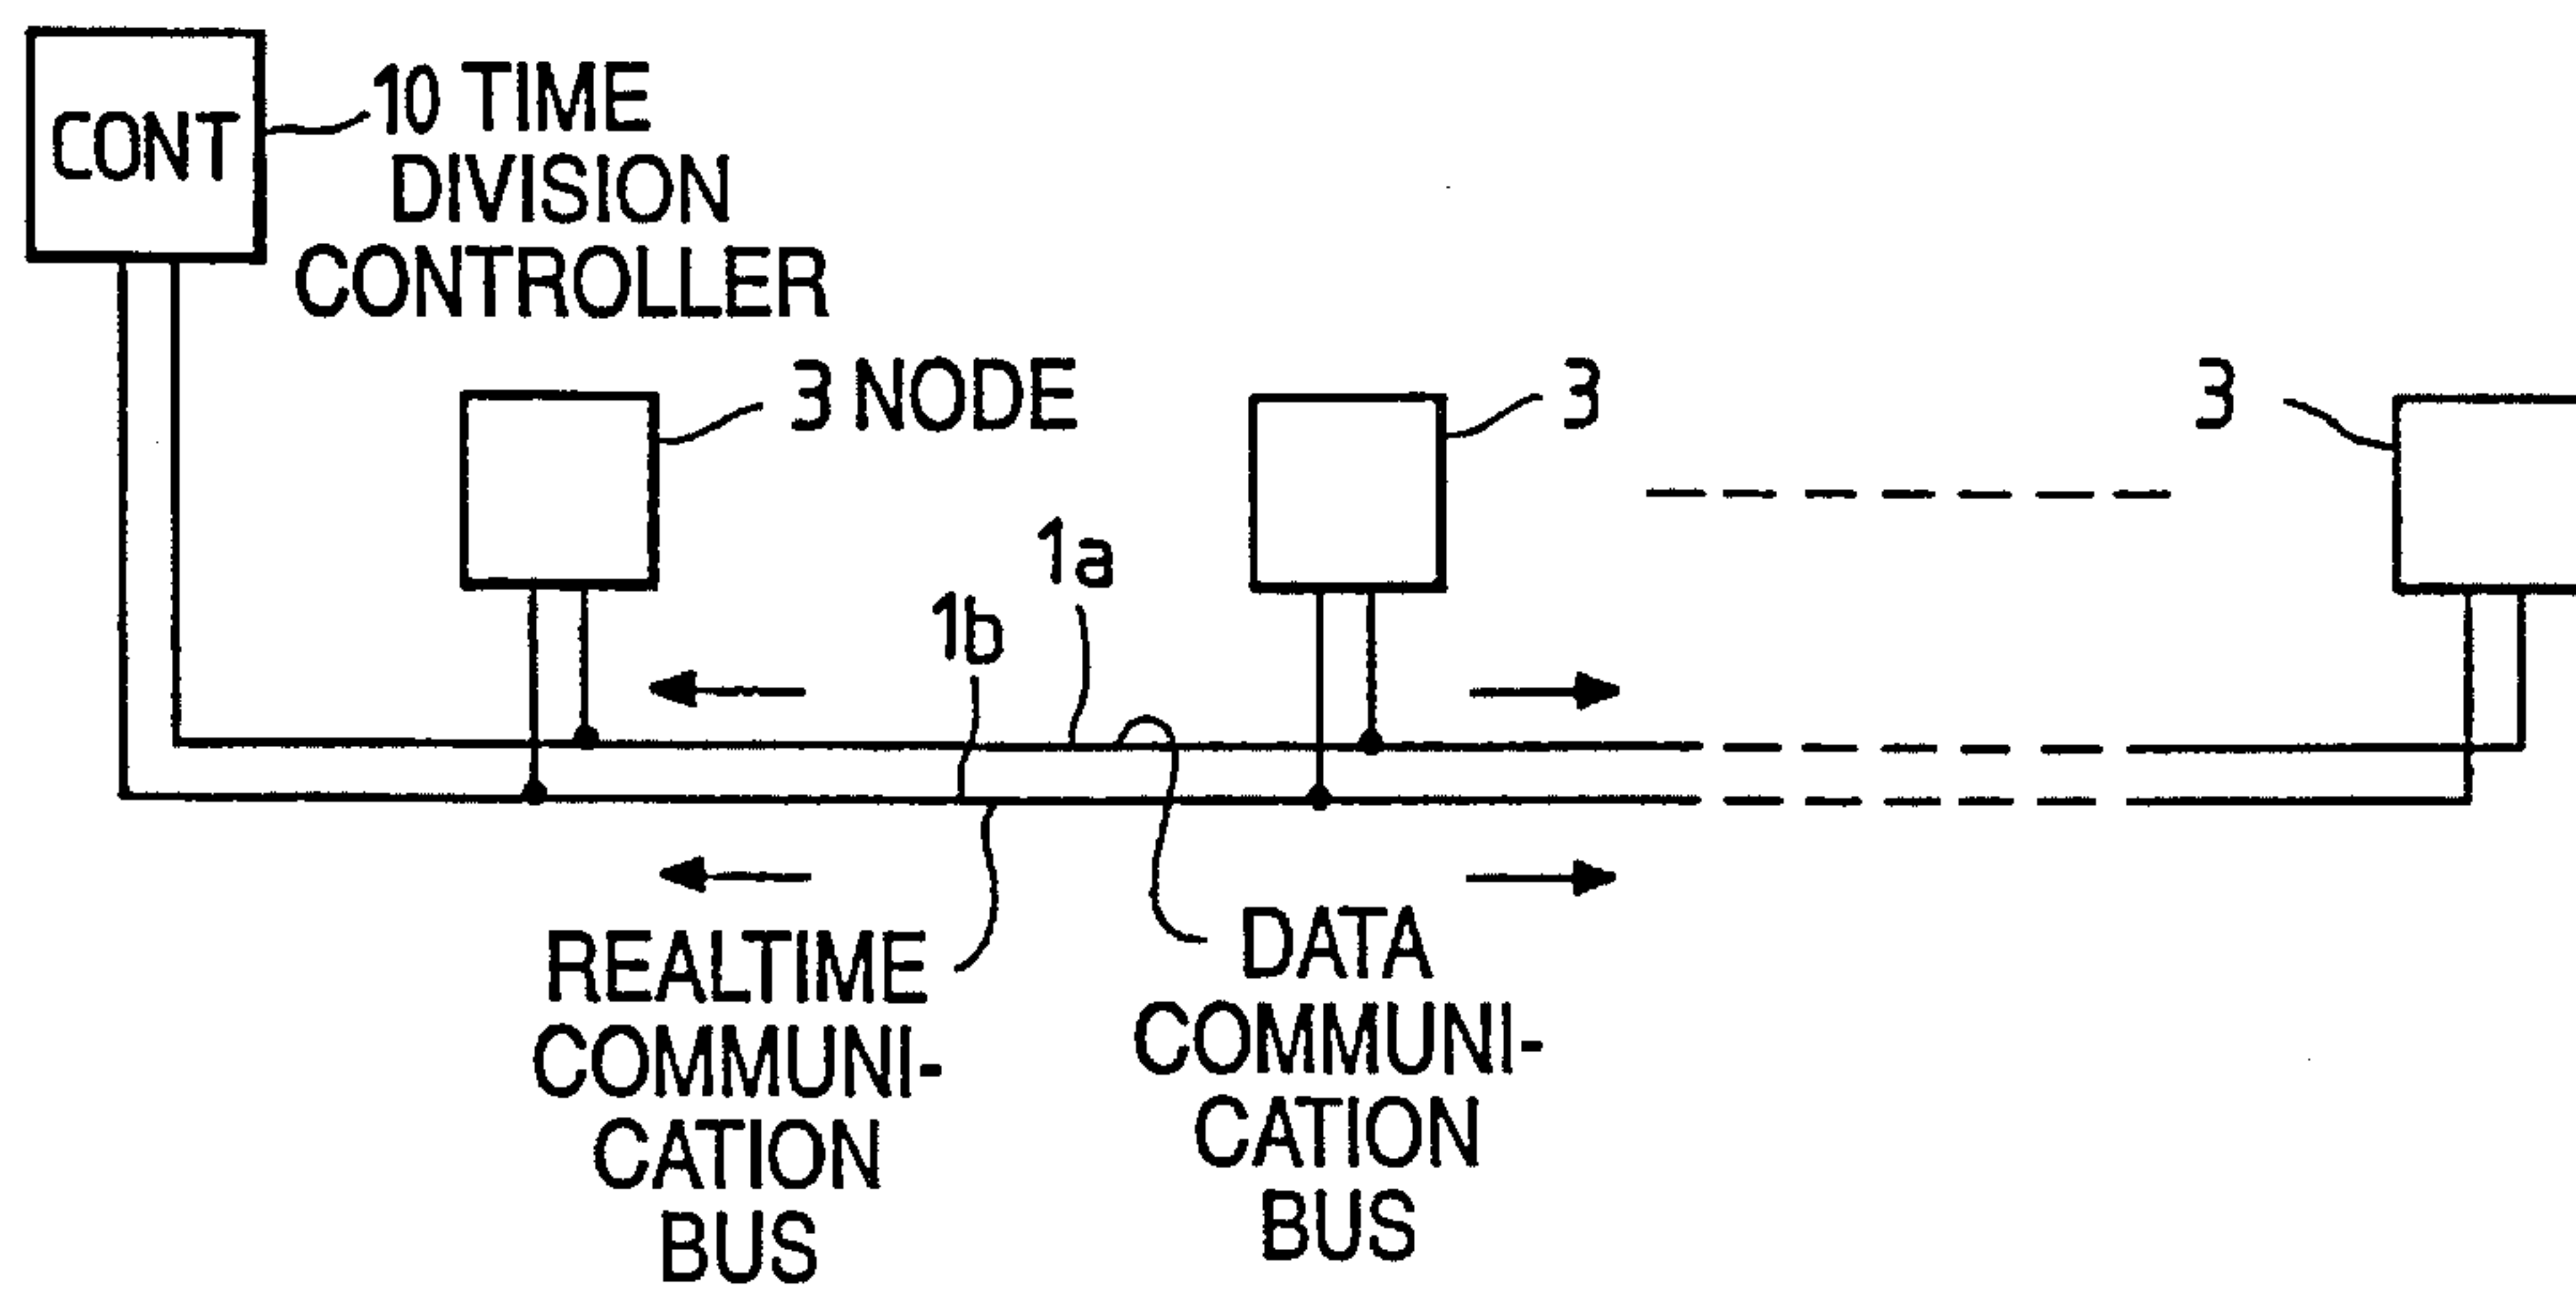 CONT
10 TIME
DIVISION
CONTROLLER
3 NODE
3
3
1a
1b
REALTIME
COMMUNI-
CATION
BUS
DATA
COMMUNI-
CATION
BUS